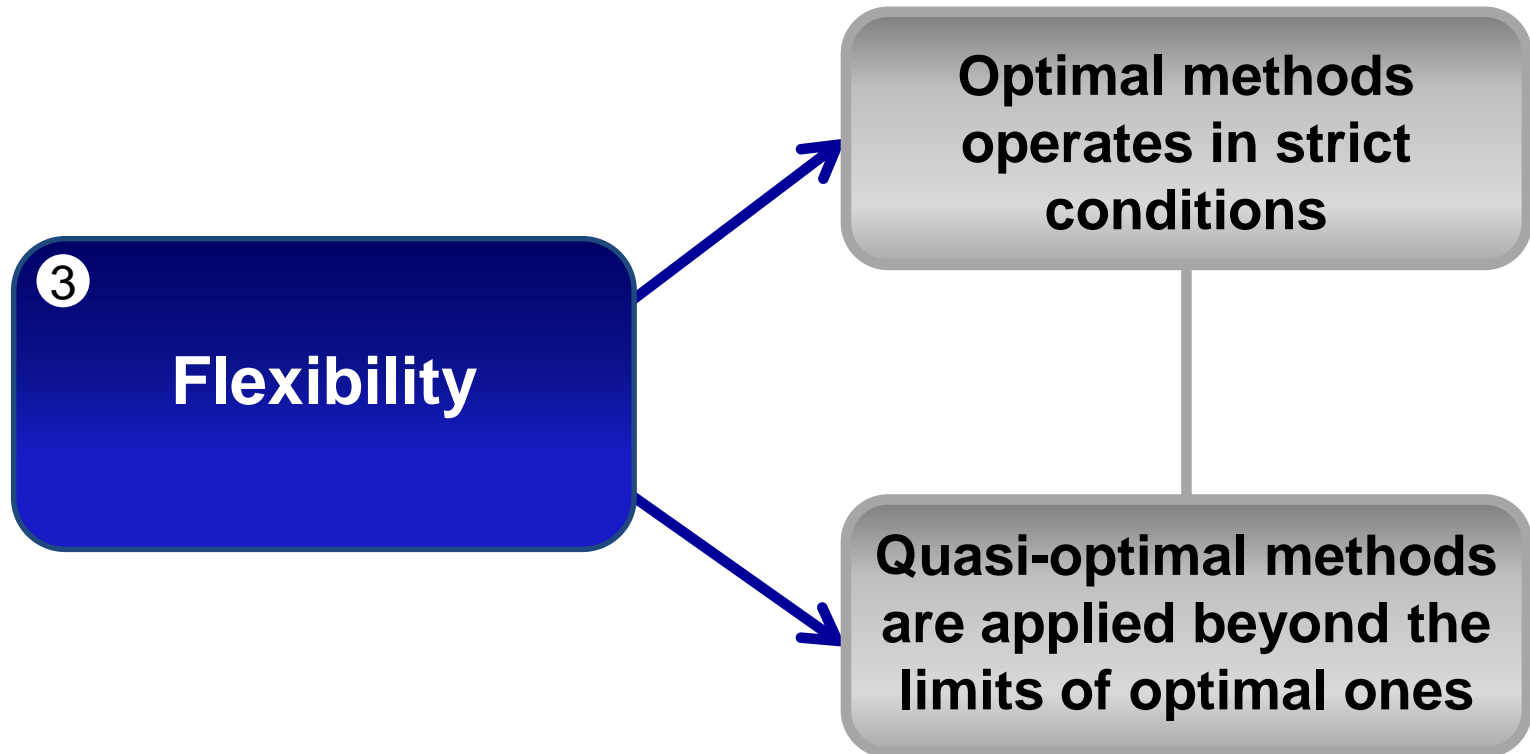 Optimal methods
operates in strict
conditions
3
Flexibility
Quasi-optimal methods
are applied beyond the
limits of optimal ones